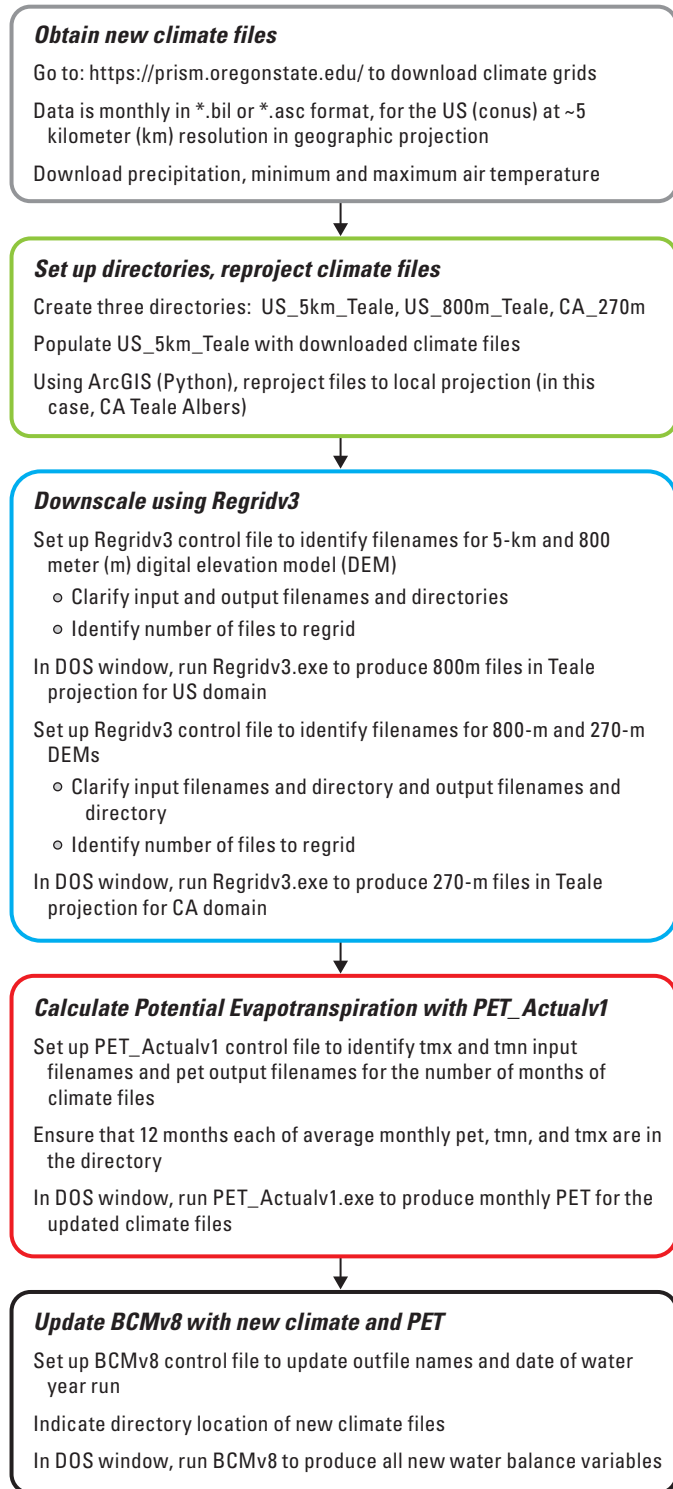 Obtain new climate files
Go to: https://prism.oregonstate.edu/ to download climate grids
Data is monthly in *.bil or *.asc format, for the US (conus) at ~5
kilometer (km) resolution in geographic projection
Download precipitation, minimum and maximum air temperature
Set up directories, reproject climate files
Create three directories: US_5km_Teale, US_800m_Teale, CA_270m
Populate US_5km_Teale with downloaded climate files
Using ArcGIS (Python), reproject files to local projection (in this
case, CA Teale Albers)
Downscale using Regridv3
Set up Regridv3 control file to identify filenames for 5-km and 800
meter (m) digital elevation model (DEM)
Clarify input and output filenames and directories
Identify number of files to regrid
In DOS window, run Regridv3.exe to produce 800m files in Teale
projection for US domain
Set up Regridv3 control file to identify filenames for 800-m and 270-m
DEMs
Clarify input filenames and directory and output filenames and
directory
Identify number of files to regrid
In DOS window, run Regridv3.exe to produce 270-m files in Teale
projection for CA domain
Calculate Potential Evapotranspiration with PET_Actualv1
Set up PET_Actualv1 control file to identify tmx and tmn input
filenames and pet output filenames for the number of months of
climate files
Ensure that 12 months each of average monthly pet, tmn, and tmx are in
the directory
In DOS window, run PET_Actualv1.exe to produce monthly PET for the
updated climate files
Update BCMv8 with new climate and PET
Set up BCMv8 control file to update outfile names and date of water
year run
Indicate directory location of new climate files
In DOS window, run BCMv8 to produce all new water balance variables